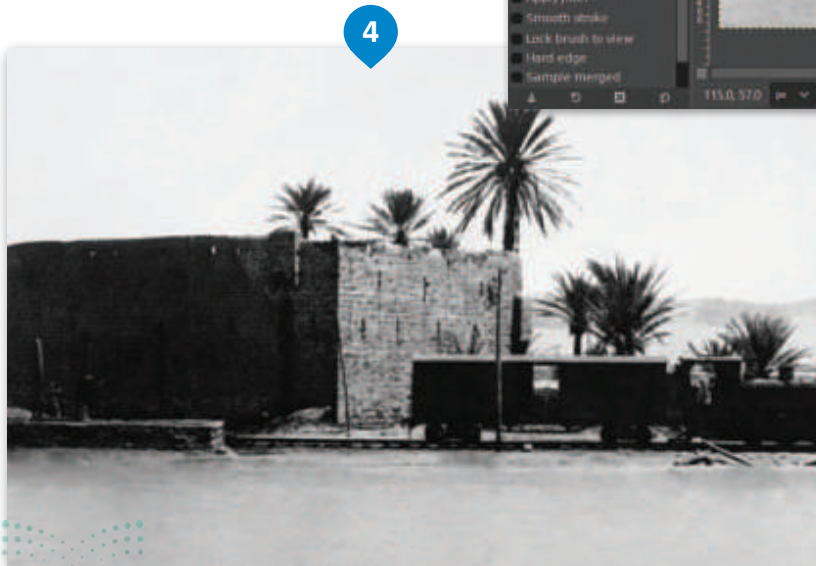 4
Smooth stroke
Lock brush to view
Hard edge
Sample merged
115.0, 57.0 px